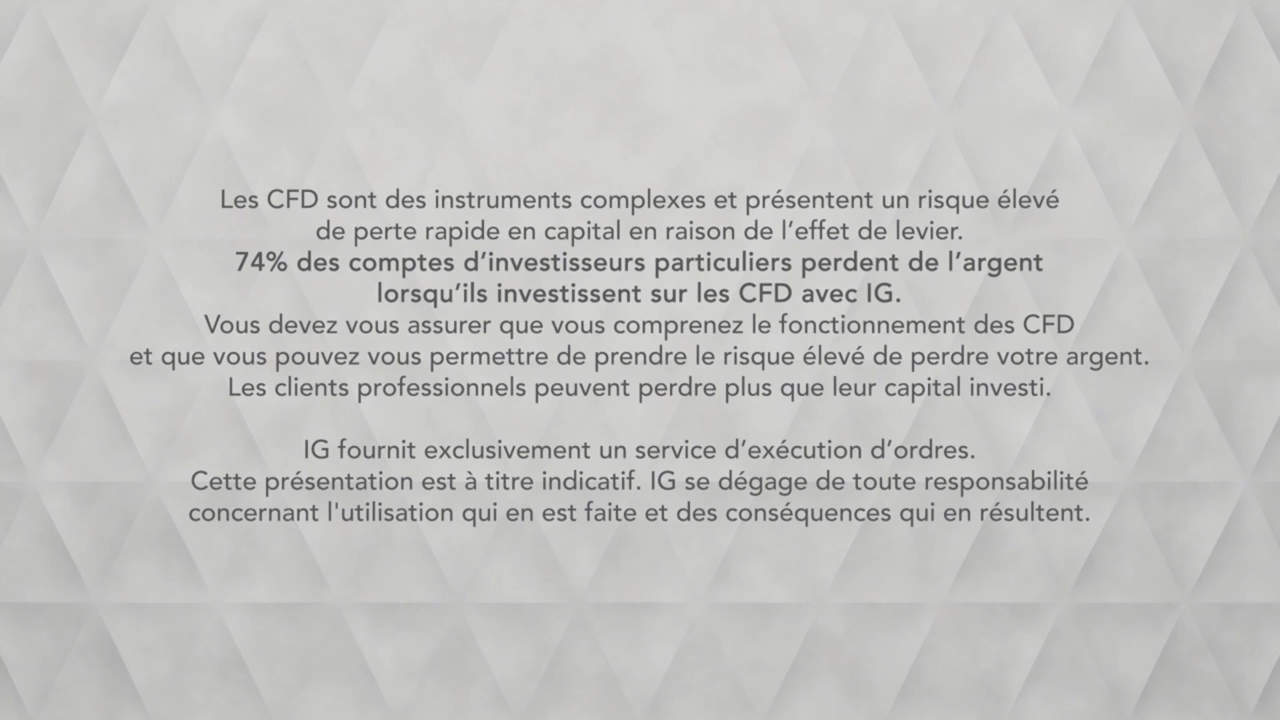 Les CFD sont des instruments complexes et présentent un risque élevé
de perte rapide en capital en raison de l’effet de levier.
74% des comptes d’investisseurs particuliers perdent de l’argent
lorsqu’ils investissent sur les CFD avec IG.
Vous devez vous assurer que vous comprenez le fonctionnement des CFD
et que vous pouvez vous permettre de prendre le risque élevé de perdre votre argent.
Les clients professionnels peuvent perdre plus que leur capital investi.
IG fournit exclusivement un service d’exécution d’ordres.
Cette présentation est à titre indicatif. IG se dégage de toute responsabilité
concernant l'utilisation qui en est faite et des conséquences qui en résultent.